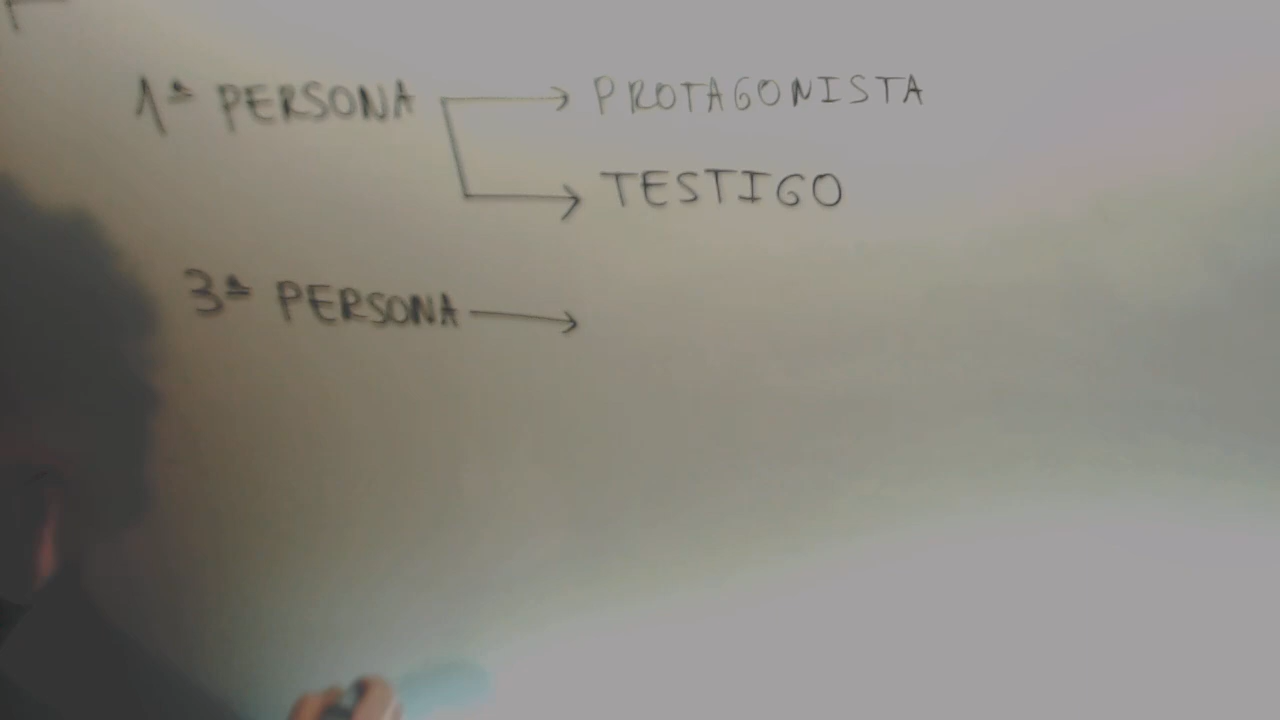 1ª PERSONA → PROTAGONISTA
→ TESTIGO
3ª PERSONA →